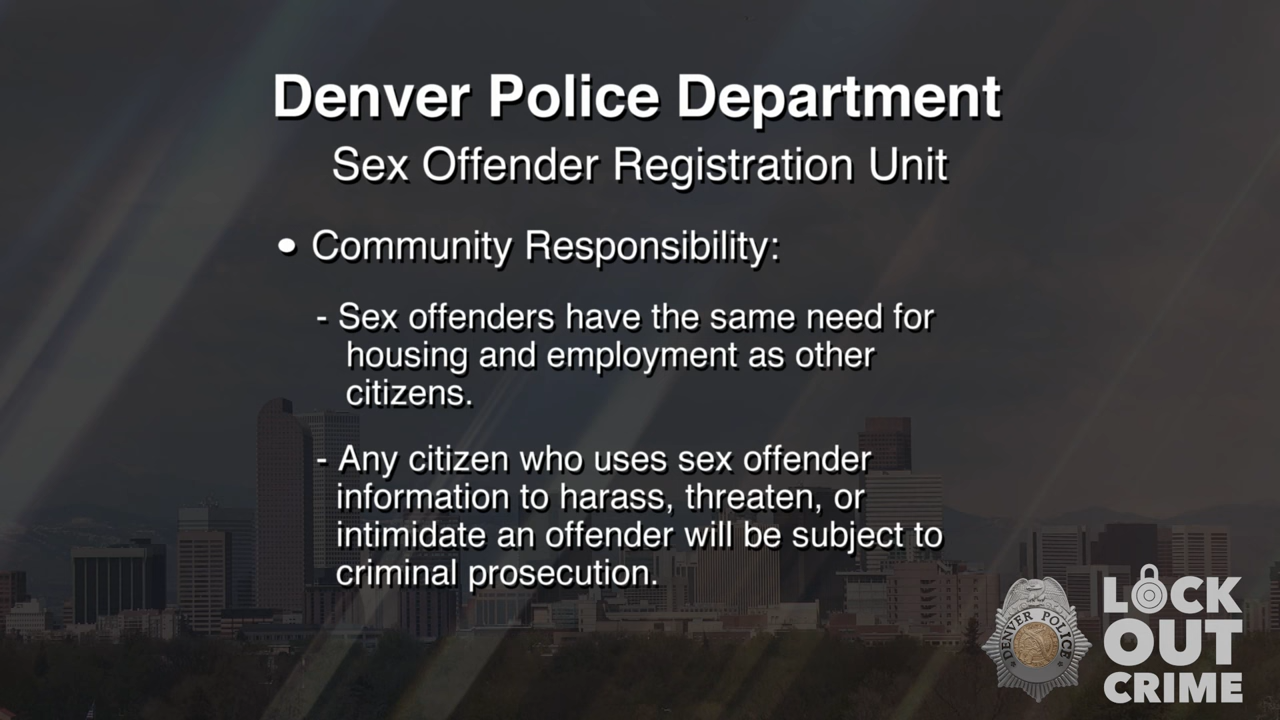 Denver Police Department
Sex Offender Registration Unit
• Community Responsibility:
- Sex offenders have the same need for
housing and employment as other
citizens.
- Any citizen who uses sex offender
information to harass, threaten, or
intimidate an offender will be subject to
criminal prosecution.
DENVER POLICE
LOCK
OUT
CRIME